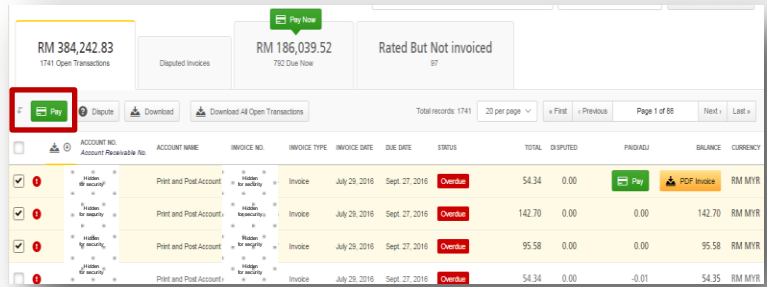 Pay Now
RM 384,242.83
1741 Open Transactions
Disputed Invoices
RM 186,039.52
792 Due Now
Rated But Not invoiced
97
Pay Dispute Download Download All Open Transactions Total records: 1741 20 per page « First ‹ Previous Page 1 of 88 Next › Last »
ACCOUNT NO. Account Receivable No. ACCOUNT NAME INVOICE NO. INVOICE TYPE INVOICE DATE DUE DATE STATUS TOTAL DISPUTED PAID/ADJ BALANCE CURRENCY
Hidden for security Print and Post Account Hidden for security Invoice July 29, 2016 Sept. 27, 2016 Overdue 54.34 0.00 Pay PDF Invoice RM MYR
Hidden for security Print and Post Account Hidden for security Invoice July 29, 2016 Sept. 27, 2016 Overdue 142.70 0.00 0.00 142.70 RM MYR
Hidden for security Print and Post Account Hidden for security Invoice July 29, 2016 Sept. 27, 2016 Overdue 95.58 0.00 0.00 95.58 RM MYR
Hidden for security Print and Post Account Hidden for security Invoice July 29, 2016 Sept. 27, 2016 Overdue 54.34 0.00 -0.01 54.35 RM MYR